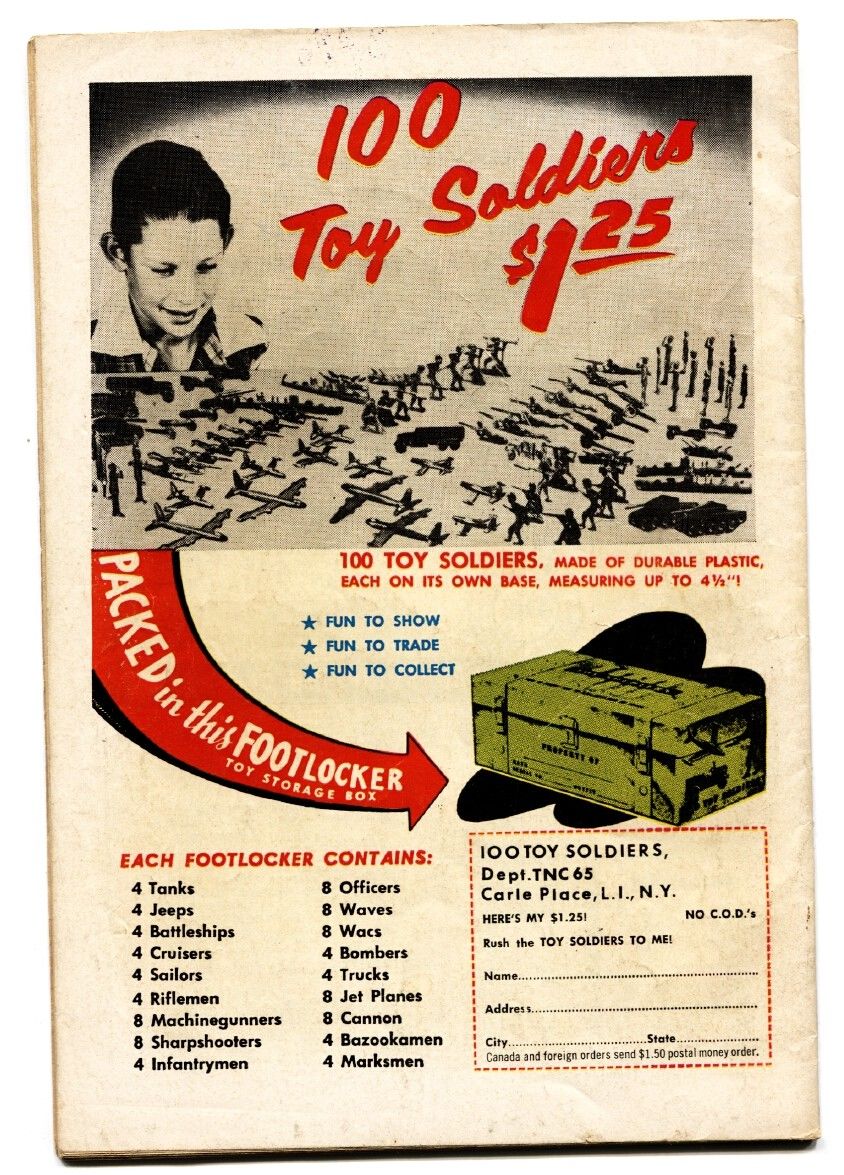 100
Toy Soldiers
$1.25
100 TOY SOLDIERS, MADE OF DURABLE PLASTIC,
EACH ON ITS OWN BASE, MEASURING UP TO 4½"!
★ FUN TO SHOW
★ FUN TO TRADE
★ FUN TO COLLECT
PACKED in this FOOTLOCKER
TOY STORAGE BOX
PROPERTY OF
EACH FOOTLOCKER CONTAINS:
4 Tanks
4 Jeeps
4 Battleships
4 Cruisers
4 Sailors
4 Riflemen
8 Machinegunners
8 Sharpshooters
4 Infantrymen
8 Officers
8 Waves
8 Wacs
4 Bombers
4 Trucks
8 Jet Planes
8 Cannon
4 Bazookamen
4 Marksmen
100 TOY SOLDIERS,
Dept. TNC 65
Carle Place, L.I., N.Y.
HERE'S MY $1.25! NO C.O.D.'s
Rush the TOY SOLDIERS TO ME!
Name
Address
City State
Canada and foreign orders send $1.50 postal money order.